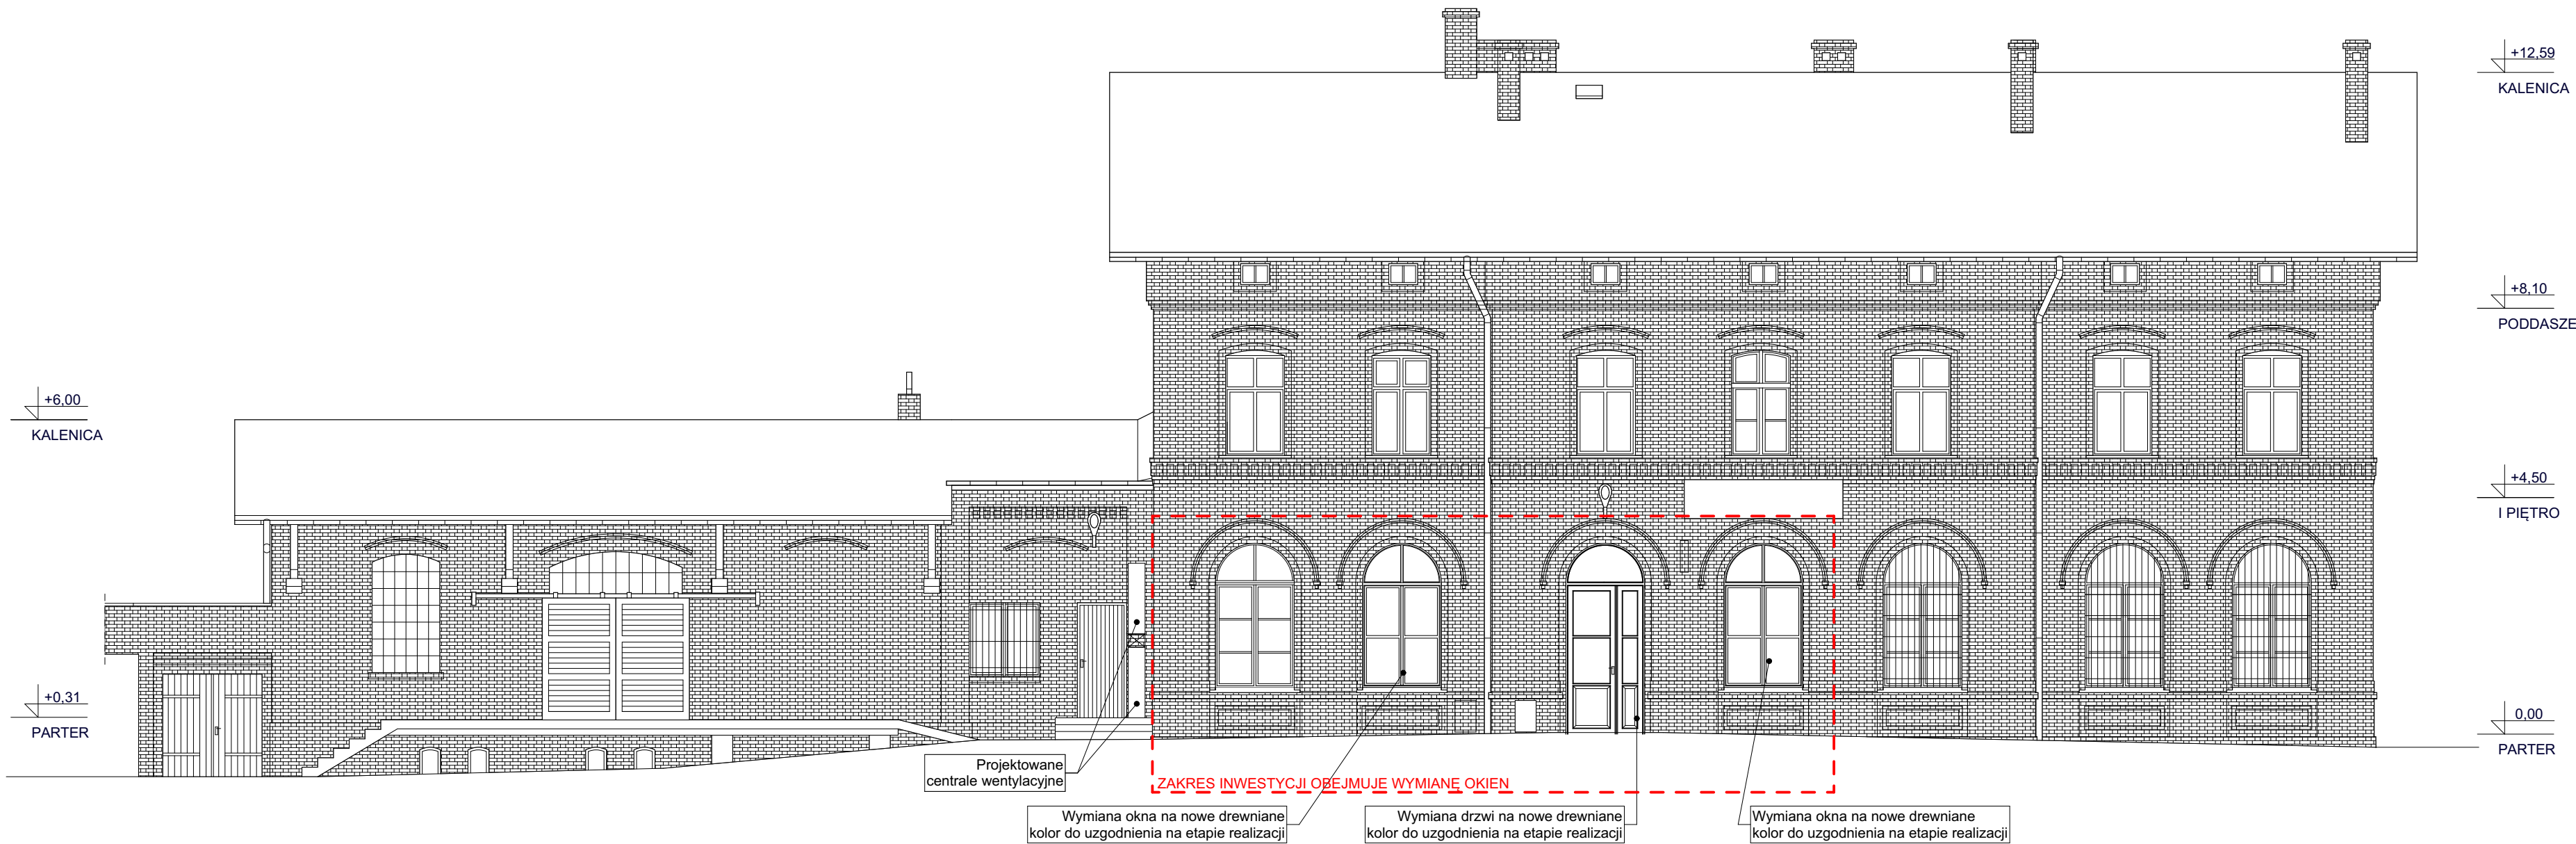 +12,59
KALENICA
+8,10
PODDASZE
+6,00
KALENICA
+4,50
I PIĘTRO
+0,31
PARTER
0,00
PARTER
Projektowane
centrale wentylacyjne
ZAKRES INWESTYCJI OBEJMUJE WYMIANĘ OKIEN
Wymiana okna na nowe drewniane
kolor do uzgodnienia na etapie realizacji
Wymiana drzwi na nowe drewniane
kolor do uzgodnienia na etapie realizacji
Wymiana okna na nowe drewniane
kolor do uzgodnienia na etapie realizacji